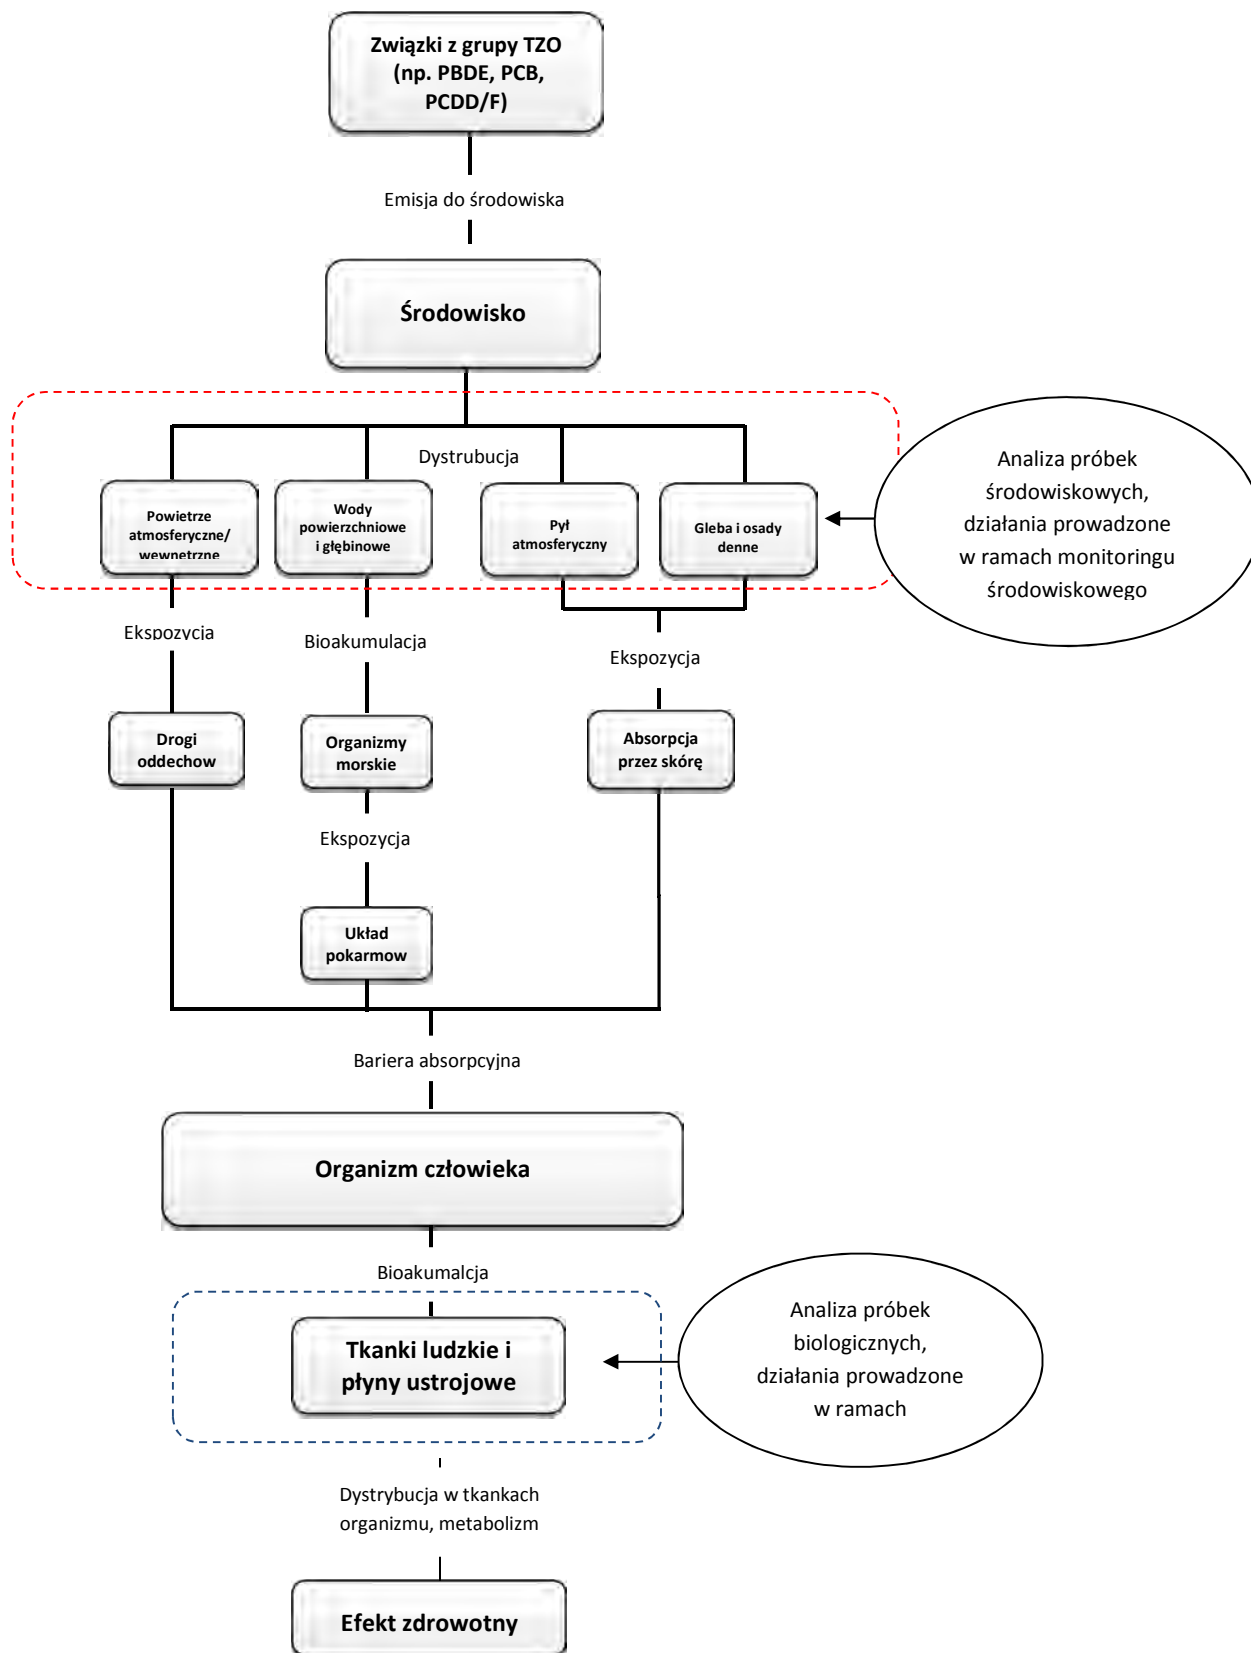 Związki z grupy TZO
(np. PBDE, PCB,
PCDD/F)
Emisja do środowiska
Środowisko
Dystrubucja
Powietrze
atmosferyczne/
wewnętrzne
Wody
powierzchniowe
i głębinowe
Pył
atmosferyczny
Gleba i osady
denne
Analiza próbek
środowiskowych,
działania prowadzone
w ramach monitoringu
środowiskowego
Ekspozycja
Bioakumulacja
Ekspozycja
Drogi
oddechow
Organizmy
morskie
Absorpcja
przez skórę
Ekspozycja
Układ
pokarmow
Bariera absorpcyjna
Organizm człowieka
Bioakumalcja
Tkanki ludzkie i
płyny ustrojowe
Analiza próbek
biologicznych,
działania prowadzone
w ramach
Dystrybucja w tkankach
organizmu, metabolizm
Efekt zdrowotny